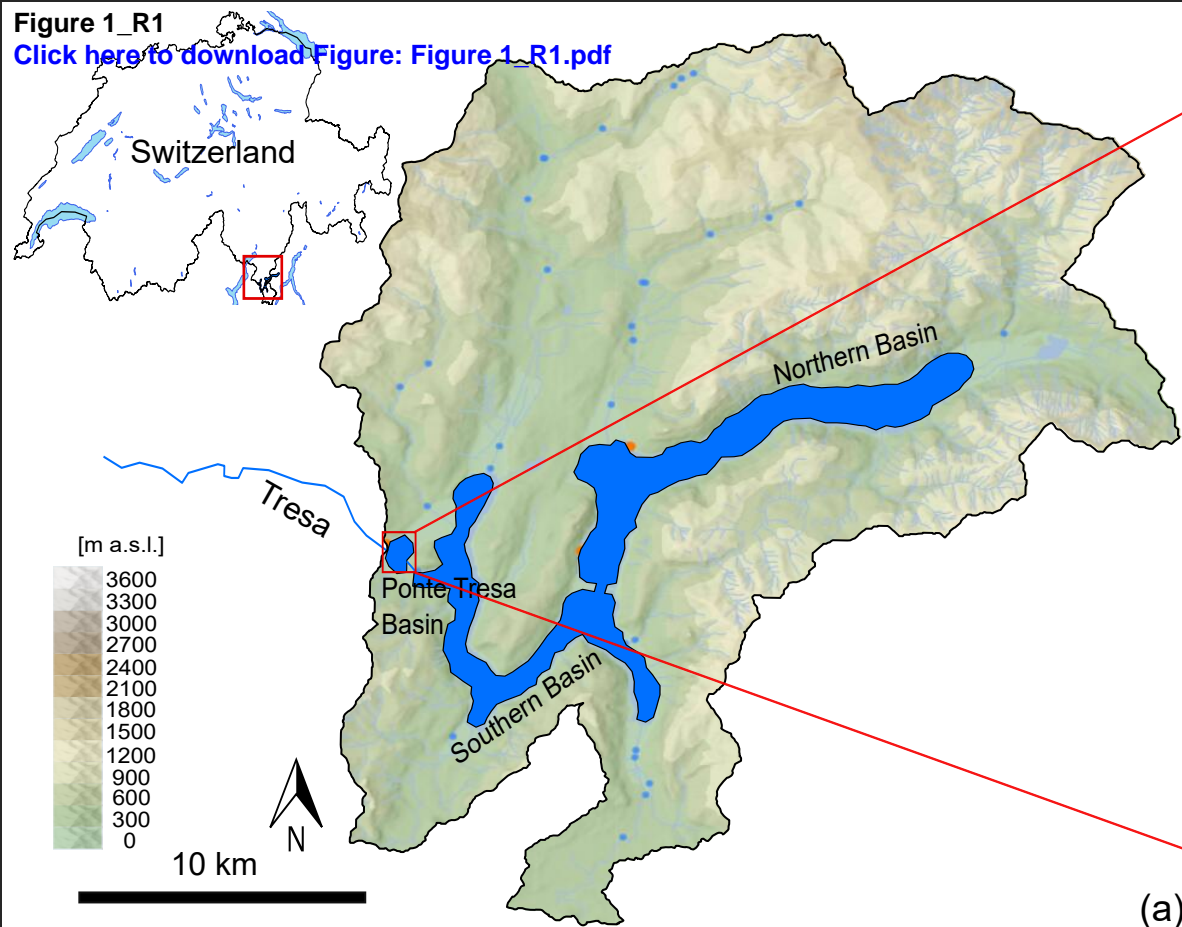 Figure 1_R1
Click here to download Figure: Figure 1_R1.pdf
Switzerland
Northern Basin
Tresa
[m a.s.l.]
3600
3300
3000
2700
2400
2100
1800
1500
1200
900
600
300
0
Ponte Tresa
Basin
Southern Basin
N
10 km
(a)